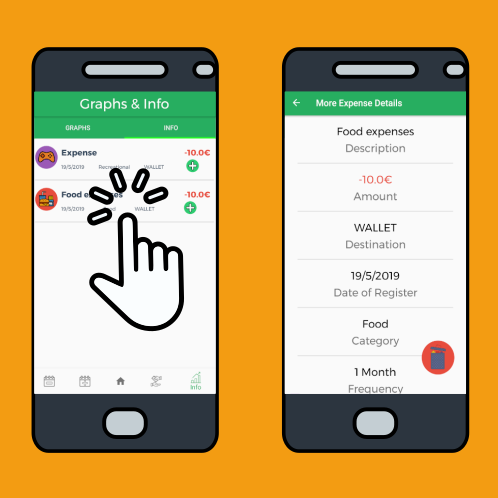 Graphs & Info
GRAPHS INFO
Expense -10.0€
19/5/2019 Recreational WALLET
Food -10.0€
19/5/2019 WALLET
Info
More Expense Details
Food expenses
Description
-10.0€
Amount
WALLET
Destination
19/5/2019
Date of Register
Food
Category
1 Month
Frequency